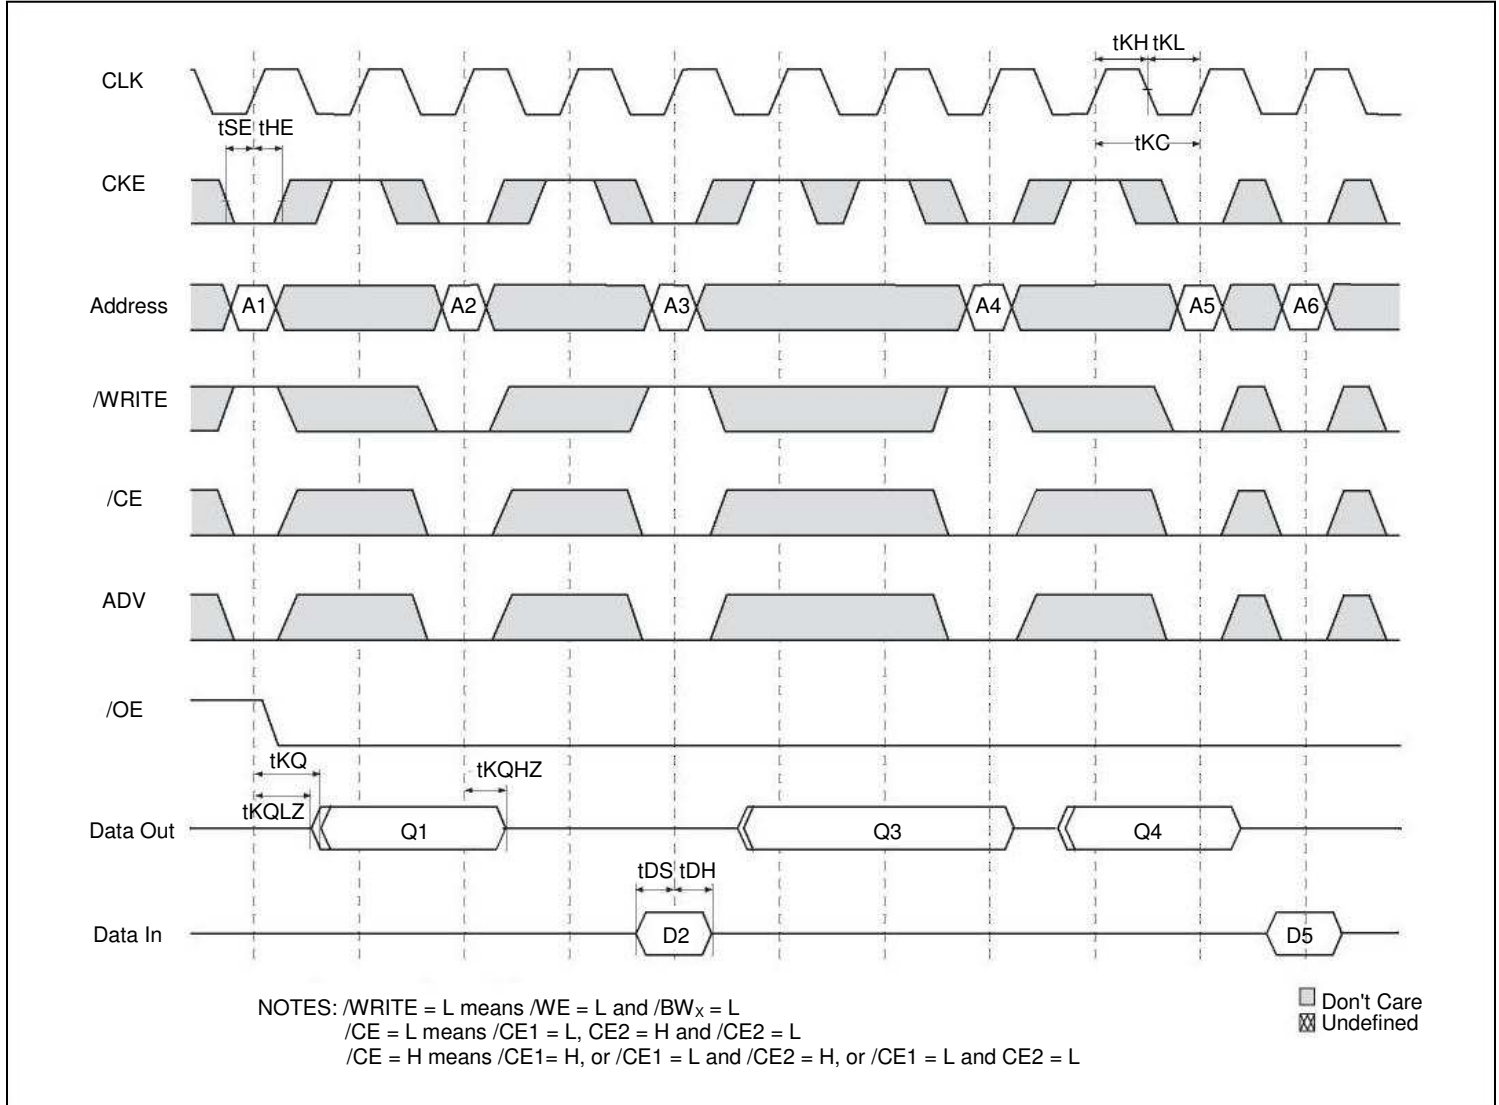 tKH tKL
CLK
tSE tHE
tKC
CKE
Address A1 A2 A3 A4 A5 A6
/WRITE
/CE
ADV
/OE
tKQ
tKQHZ
tKQLZ
Data Out Q1 Q3 Q4
tDS tDH
Data In D2 D5
NOTES: /WRITE = L means /WE = L and /BWX = L
/CE = L means /CE1 = L, CE2 = H and /CE2 = L
/CE = H means /CE1= H, or /CE1 = L and /CE2 = H, or /CE1 = L and CE2 = L
Don't Care
Undefined